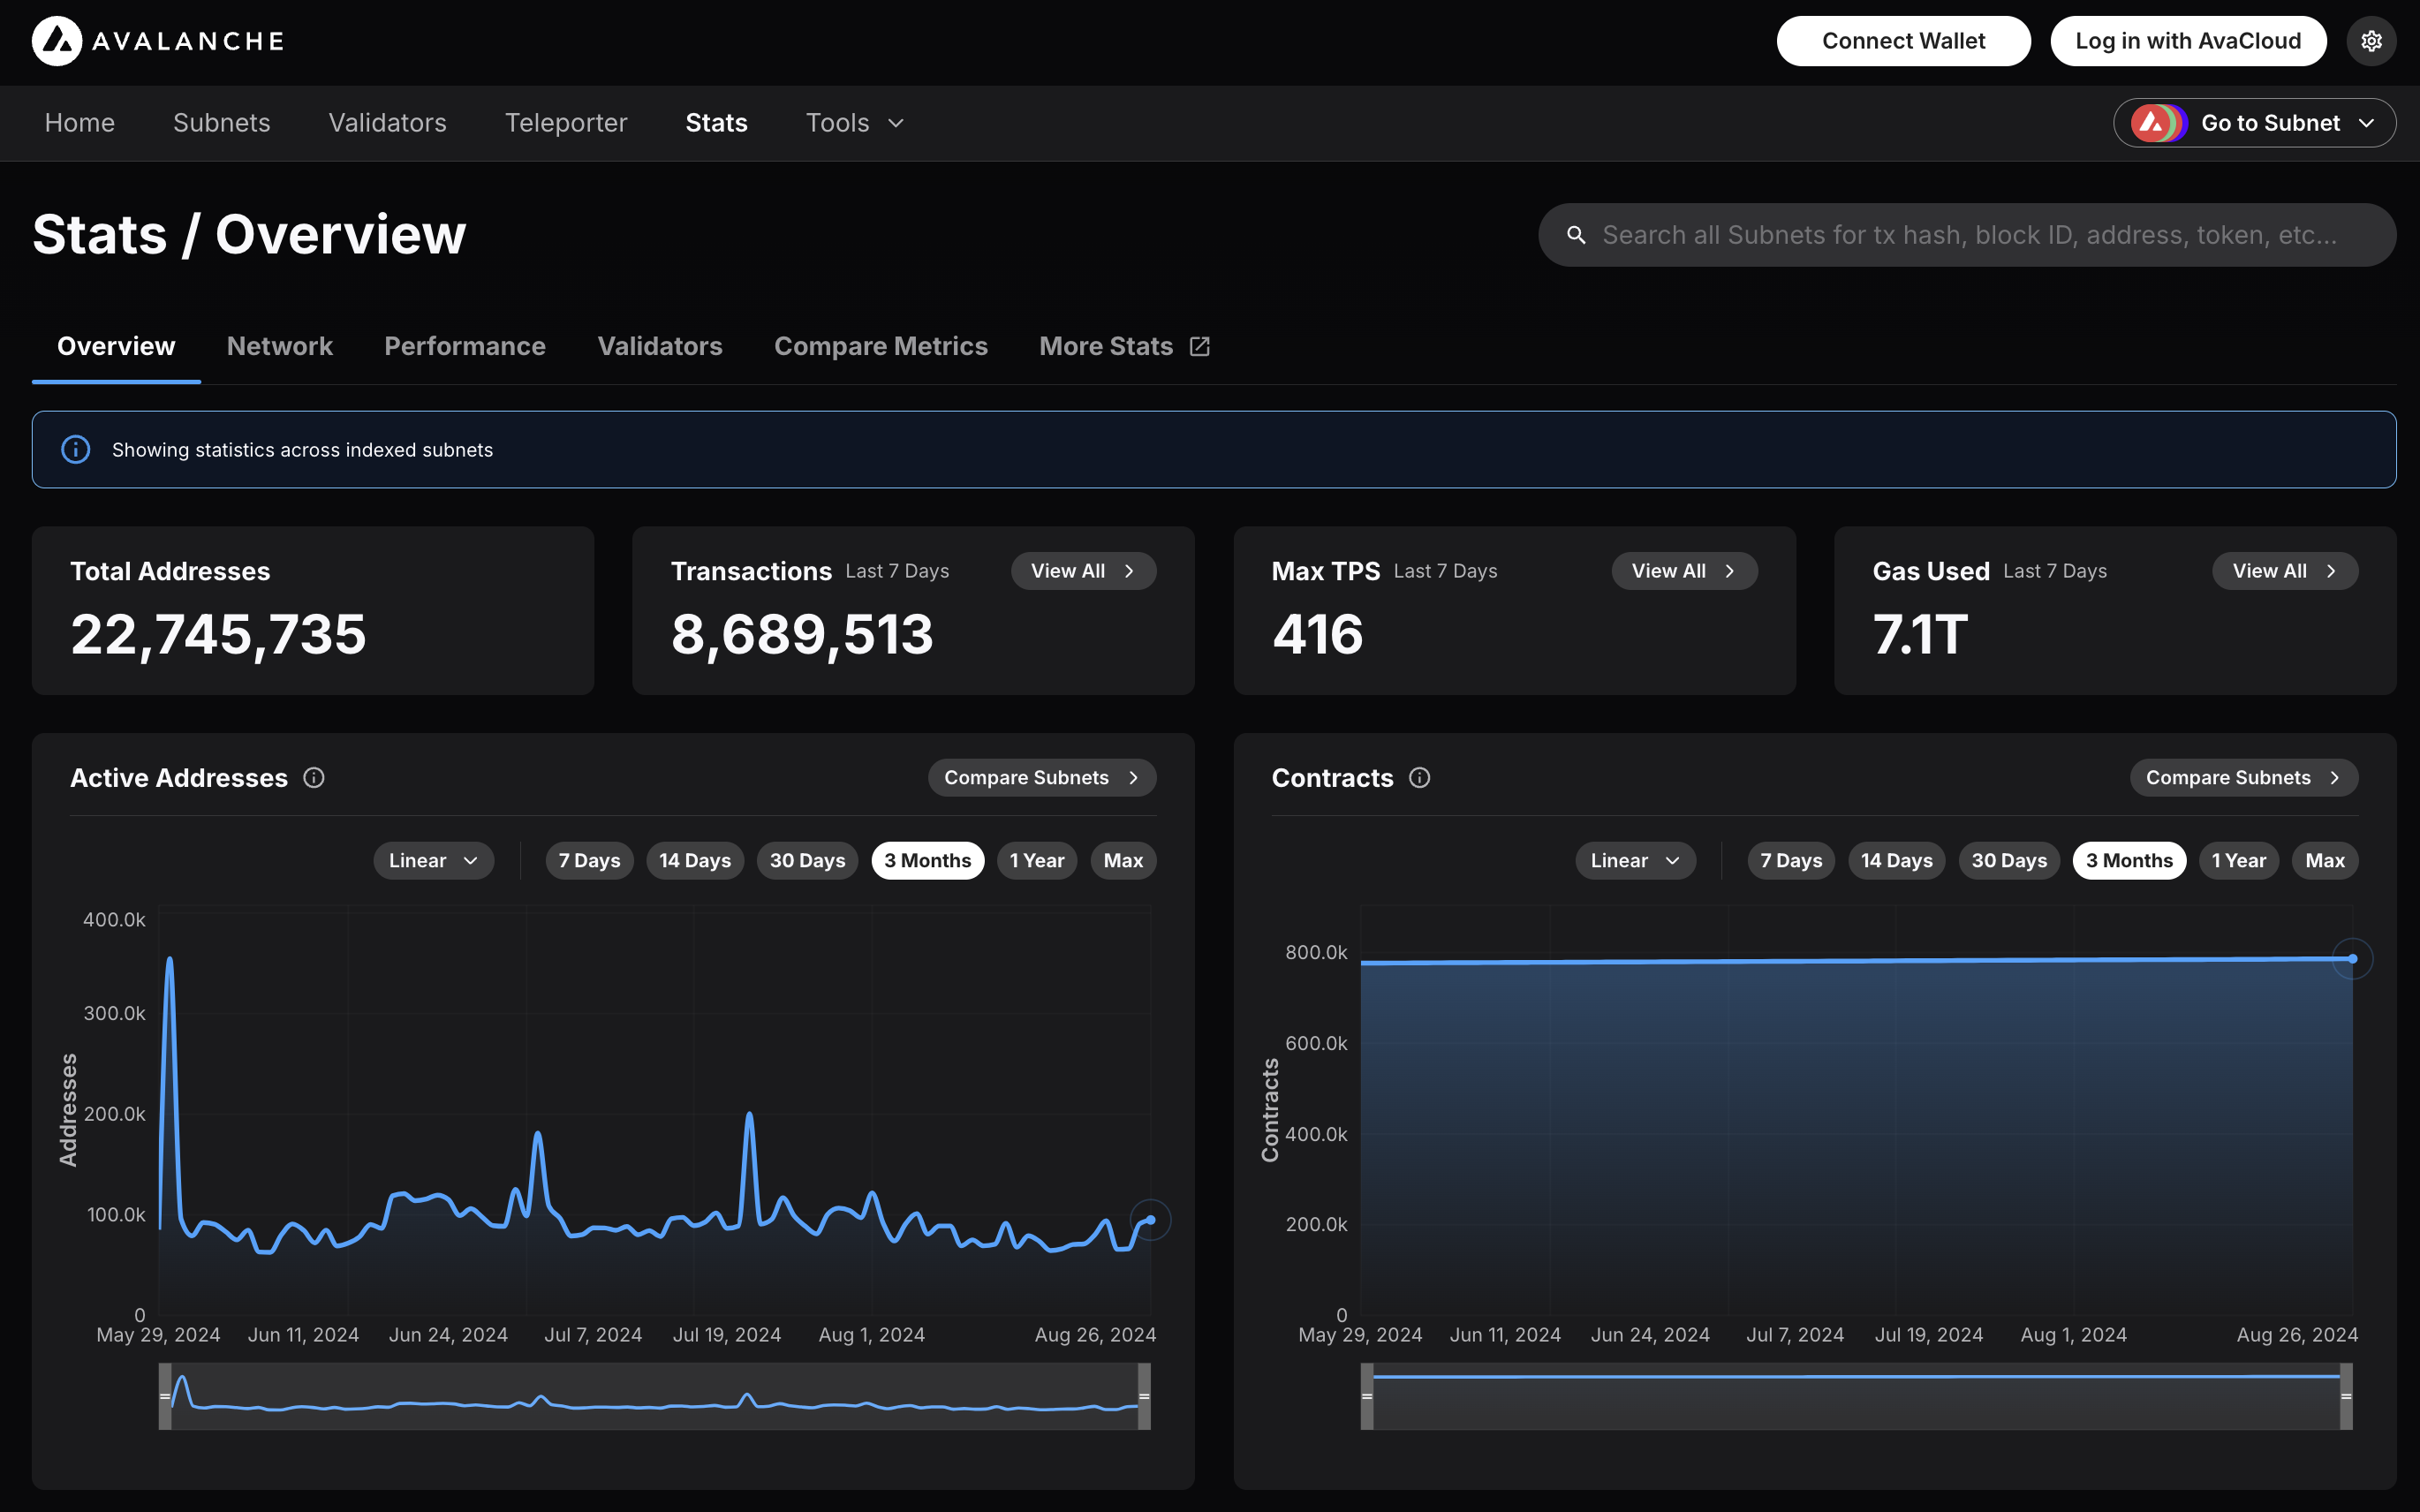 AVALANCHE
Connect Wallet
Log in with AvaCloud
Home
Subnets
Validators
Teleporter
Stats
Tools
Go to Subnet
Stats / Overview
Search all Subnets for tx hash, block ID, address, token, etc...
Overview
Network
Performance
Validators
Compare Metrics
More Stats
Showing statistics across indexed subnets
Total Addresses
22,745,735
Transactions Last 7 Days
View All
8,689,513
Max TPS Last 7 Days
View All
416
Gas Used Last 7 Days
View All
7.1T
Active Addresses
Compare Subnets
Linear
7 Days
14 Days
30 Days
3 Months
1 Year
Max
Addresses
400.0k
300.0k
200.0k
100.0k
0
May 29, 2024
Jun 11, 2024
Jun 24, 2024
Jul 7, 2024
Jul 19, 2024
Aug 1, 2024
Aug 26, 2024
Contracts
Compare Subnets
Linear
7 Days
14 Days
30 Days
3 Months
1 Year
Max
Contracts
800.0k
600.0k
400.0k
200.0k
0
May 29, 2024
Jun 11, 2024
Jun 24, 2024
Jul 7, 2024
Jul 19, 2024
Aug 1, 2024
Aug 26, 2024